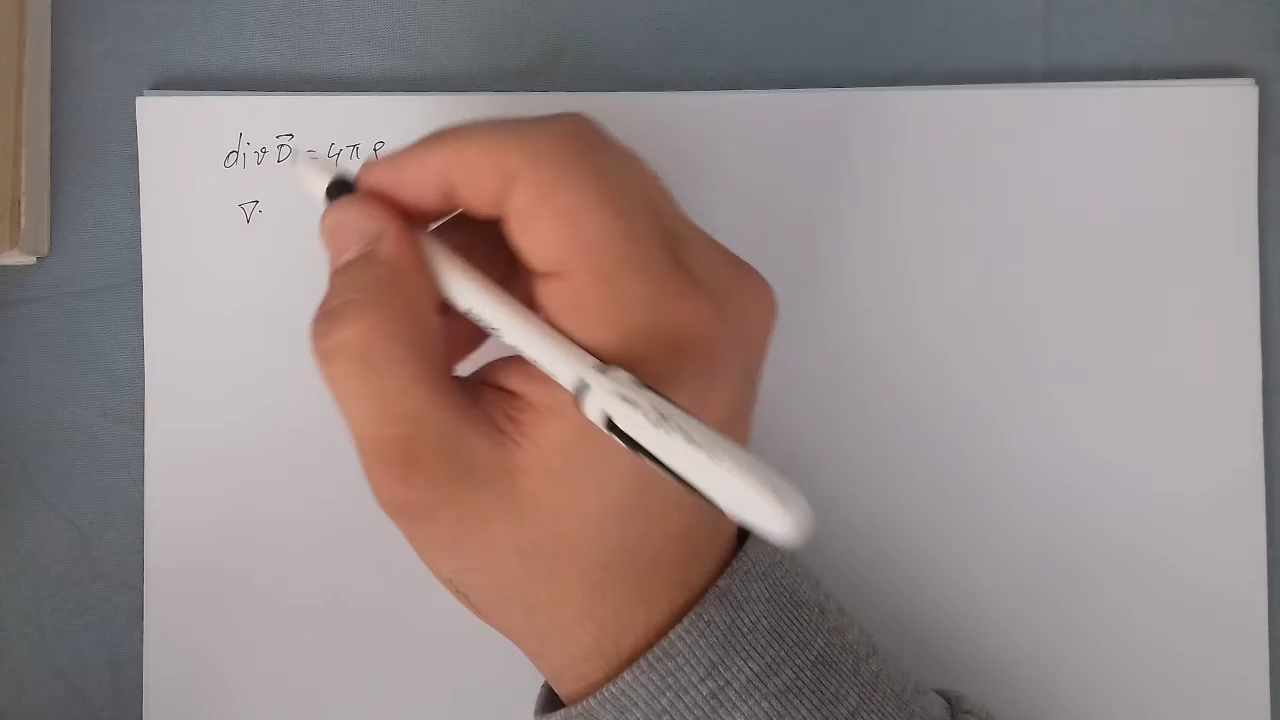 div D⃗ = 4π ρ
∇·